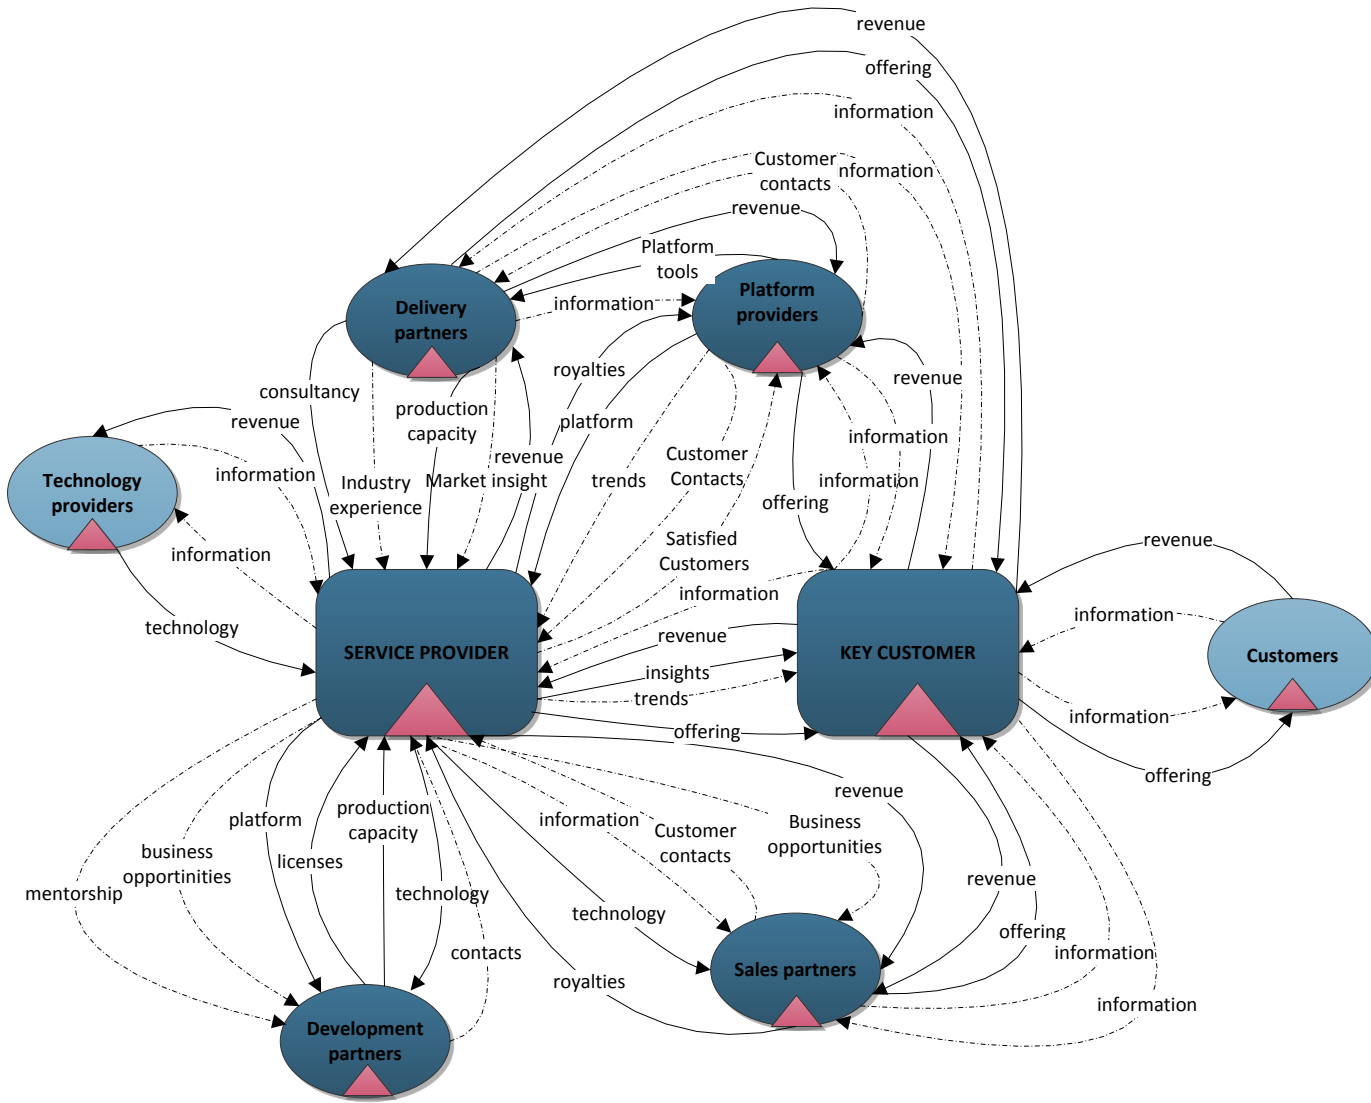 revenue
offering
information
Customer
contacts
nformation
revenue
Platform
tools
Delivery
partners
information
Platform
providers
consultancy
royalties
revenue
production
capacity
platform
revenue
information
information
Technology
providers
information
Industry
experience
Market insight
revenue
trends
Customer
Contacts
information
offering
information
Satisfied
Customers
information
revenue
technology
SERVICE PROVIDER
revenue
insights
trends
offering
KEY CUSTOMER
information
Customers
information
offering
platform
production
capacity
licenses
business
opportinities
mentorship
technology
contacts
information
Customer
contacts
Business
opportunities
revenue
technology
royalties
revenue
offering
information
information
Sales partners
Development
partners